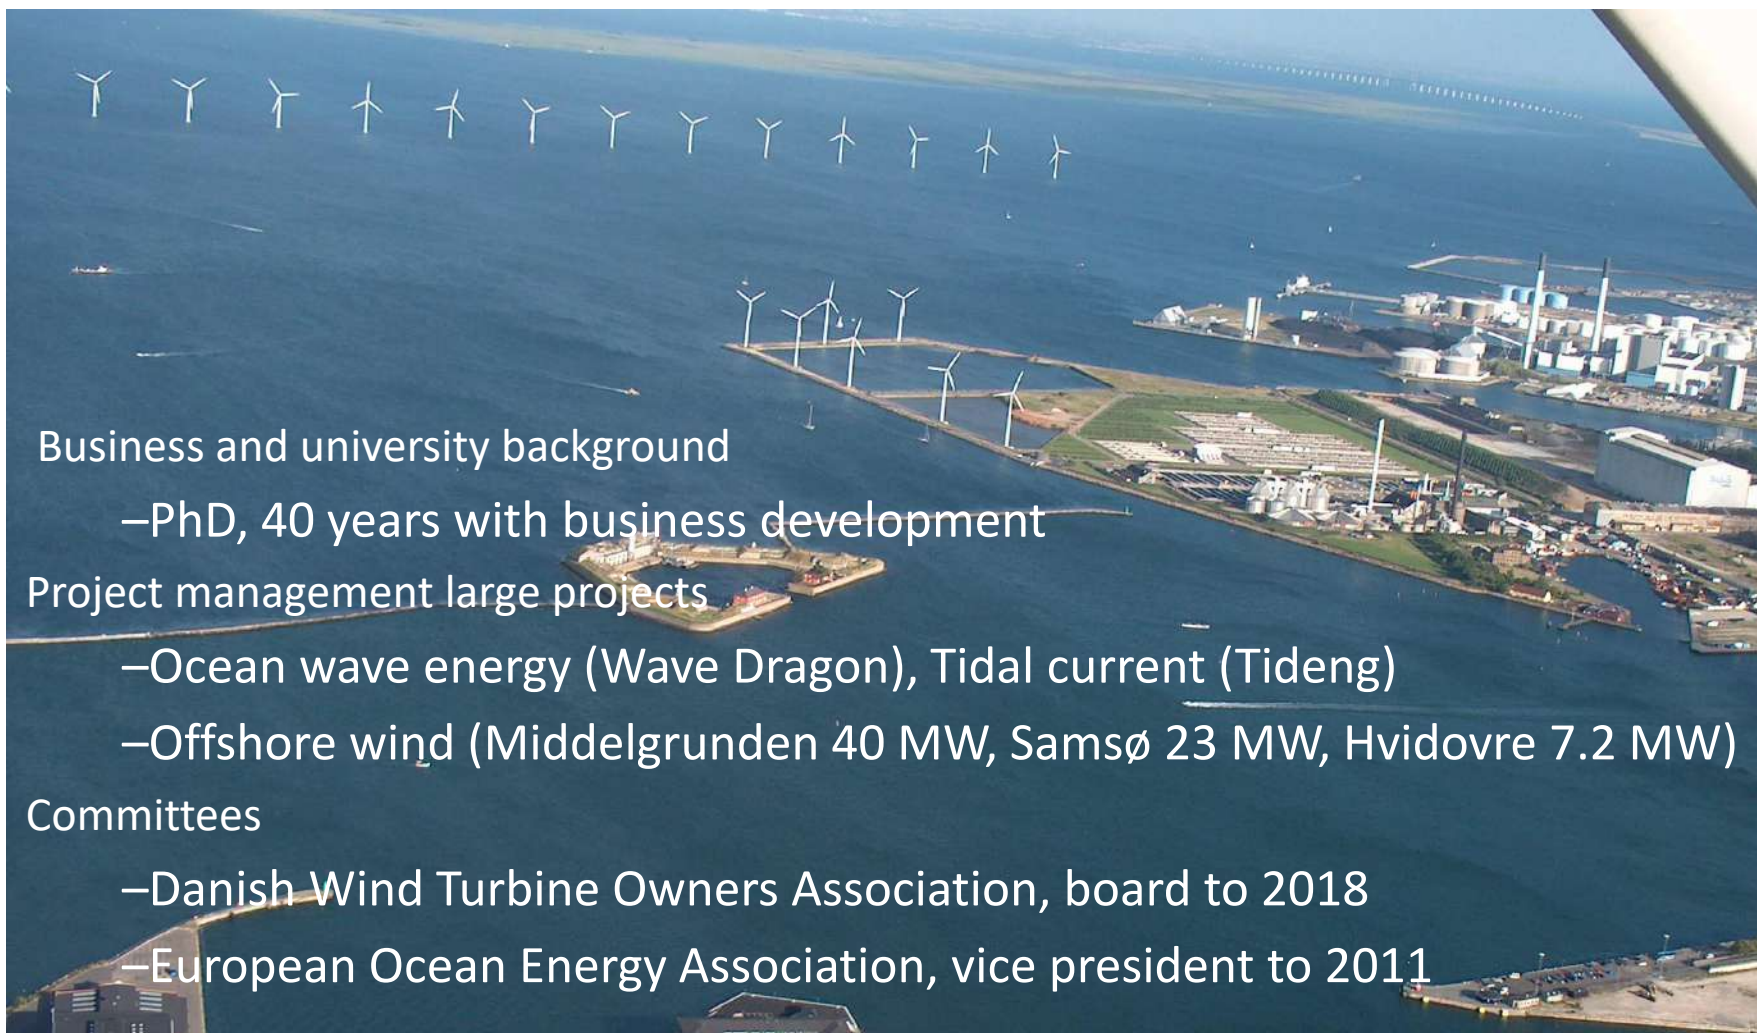 Business and university background
–PhD, 40 years with business development
Project management large projects
–Ocean wave energy (Wave Dragon), Tidal current (Tideng)
–Offshore wind (Middelgrunden 40 MW, Samsø 23 MW, Hvidovre 7.2 MW)
Committees
–Danish Wind Turbine Owners Association, board to 2018
–European Ocean Energy Association, vice president to 2011